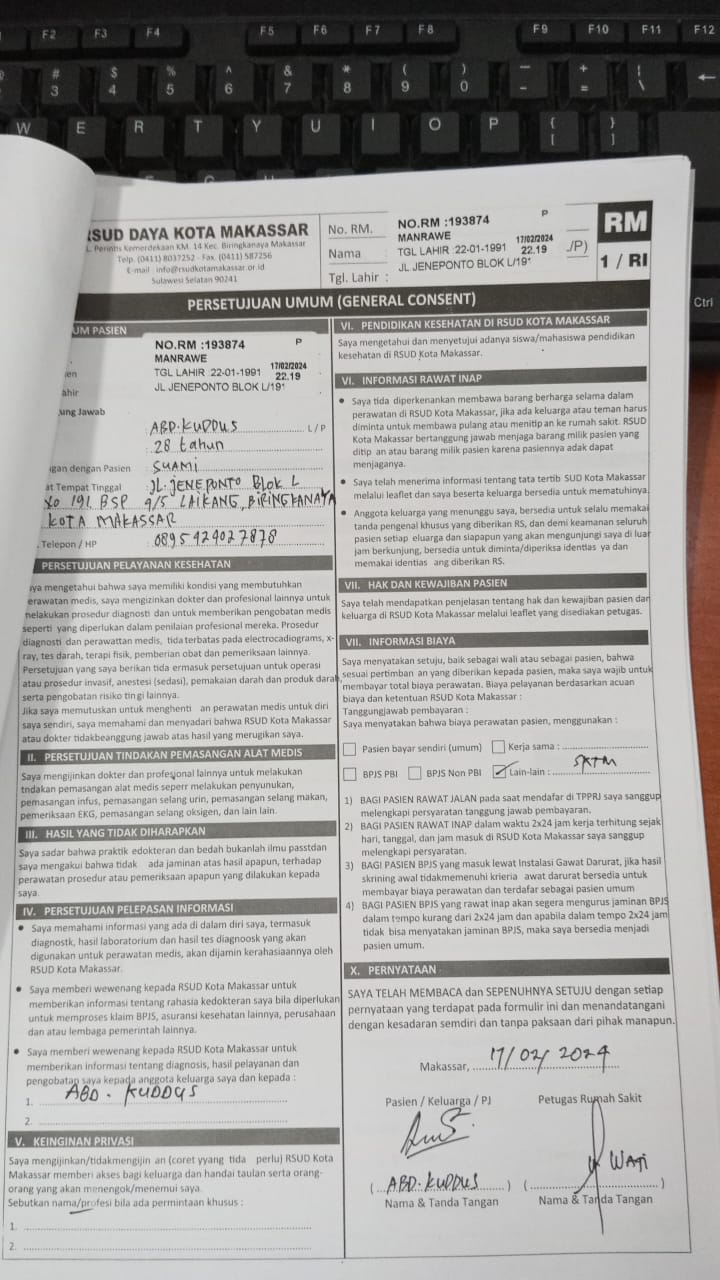 F2 F3 F4 F5 F6 F7 F8 F9 F10 F11 F12
# 3 $ 4 % 5 ^ 6 & 7 * 8 ( 9 ) 0 _ - + = | \ ←
W E R T Y U I O P { [ } ]
Ctrl
RSUD DAYA KOTA MAKASSAR
L. Perintis Kemerdekaan KM. 14 Kec. Biringkanaya Makassar
Telp. (0411) 8037252 - Fax. (0411) 587256
E-mail : info@rsudkotamakassar.or.id
Sulawesi Selatan 90241
No. RM.
Nama
Tgl. Lahir :
NO.RM :193874 P
MANRAWE 17/02/2024
TGL LAHIR :22-01-1991 22.19
JL JENEPONTO BLOK L/19'
./P)
RM
1 / RI
PERSETUJUAN UMUM (GENERAL CONSENT)
UM PASIEN
en
ahir
NO.RM :193874 P
MANRAWE 17/02/2024
TGL LAHIR :22-01-1991 22.19
JL JENEPONTO BLOK L/19'
ung Jawab
: ABD. KUDDUS L/P
: 28 tahun
gan dengan Pasien : SUAMI
at Tempat Tinggal : JL. JENEPONTO Blok L
No 191 BSP 4/5 LAIKANG, BIRINGKANAYA
KOTA MAKASSAR
. Telepon / HP : 0895424027878
PERSETUJUAN PELAYANAN KESEHATAN
aya mengetahui bahwa saya memiliki kondisi yang membutuhkan
erawatan medis, saya mengizinkan dokter dan profesional lainnya untuk
melakukan prosedur diagnosti dan untuk memberikan pengobatan medis
seperti yang diperlukan dalam penilaian profesional mereka. Prosedur
diagnosti dan perawattan medis, tida terbatas pada electrocadiograms, x-
ray, tes darah, terapi fisik, pemberian obat dan pemeriksaan lainnya.
Persetujuan yang saya berikan tida ermasuk persetujuan untuk operasi
atau prosedur invasif, anestesi (sedasi), pemakaian darah dan produk darah,
serta pengobatan risiko tingi lainnya.
Jika saya memutuskan untuk menghenti an perawatan medis untuk diri
saya sendiri, saya memahami dan menyadari bahwa RSUD Kota Makassar
atau dokter tidakbeanggung jawab atas hasil yang merugikan saya.
II. PERSETUJUAN TINDAKAN PEMASANGAN ALAT MEDIS
Saya mengijinkan dokter dan profesional lainnya untuk melakukan
tndakan pemasangan alat medis seperr melakukan penyunukan,
pemasangan infus, pemasangan selang urin, pemasangan selang makan,
pemeriksaan EKG, pemasangan selang oksigen, dan lain lain.
III. HASIL YANG TIDAK DIHARAPKAN
Saya sadar bahwa praktik edokteran dan bedah bukanlah ilmu passtdan
saya mengakui bahwa tidak ada jaminan atas hasil apapun, terhadap
perawatan prosedur atau pemeriksaan apapun yang dilakukan kepada
saya.
IV. PERSETUJUAN PELEPASAN INFORMASI
• Saya memahami informasi yang ada di dalam diri saya, termasuk
diagnostk, hasil laboratorium dan hasil tes diagnoosk yang akan
digunakan untuk perawatan medis, akan dijamin kerahasiaannya oleh
RSUD Kota Makassar.
• Saya memberi wewenang kepada RSUD Kota Makassar untuk
memberikan informasi tentang rahasia kedokteran saya bila diperlukan
untuk memproses klaim BPJS, asuransi kesehatan lainnya, perusahaan
dan atau lembaga pemerintah lainnya.
• Saya memberi wewenang kepada RSUD Kota Makassar untuk
memberikan informasi tentang diagnosis, hasil pelayanan dan
pengobatan saya kepada anggota keluarga saya dan kepada :
1. ABD. KUDDUS
2.
V. KEINGINAN PRIVASI
Saya mengijinkan/tidakmengijin an (coret yyang tida perlu) RSUD Kota
Makassar memberi akses bagi keluarga dan handai taulan serta orang-
orang yang akan menengok/menemui saya.
Sebutkan nama/profesi bila ada permintaan khusus :
1.
2.
VI. PENDIDIKAN KESEHATAN DI RSUD KOTA MAKASSAR
Saya mengetahui dan menyetujui adanya siswa/mahasiswa pendidikan
kesehatan di RSUD Kota Makassar.
VI. INFORMASI RAWAT INAP
• Saya tida diperkenankan membawa barang berharga selama dalam
perawatan di RSUD Kota Makassar, jika ada keluarga atau teman harus
diminta untuk membawa pulang atau menitip an ke rumah sakit. RSUD
Kota Makassar bertanggung jawab menjaga barang milik pasien yang
ditip an atau barang milik pasien karena pasiennya adak dapat
menjaganya.
• Saya telah menerima informasi tentang tata tertib SUD Kota Makassar
melalui leaflet dan saya beserta keluarga bersedia untuk mematuhinya.
• Anggota keluarga yang menunggu saya, bersedia untuk selalu memakai
tanda pengenal khusus yang diberikan RS, dan demi keamanan seluruh
pasien setiap eluarga dan siapapun yang akan mengunjungi saya di luar
jam berkunjung, bersedia untuk diminta/diperiksa identias ya dan
memakai identias ang diberikan RS.
VII. HAK DAN KEWAJIBAN PASIEN
Saya telah mendapatkan penjelasan tentang hak dan kewajiban pasien dan
keluarga di RSUD Kota Makassar melalui leaflet yang disediakan petugas.
VII. INFORMASI BIAYA
Saya menyatakan setuju, baik sebagai wali atau sebagai pasien, bahwa
sesuai pertimban an yang diberikan kepada pasien, maka saya wajib untuk
membayar total biaya perawatan. Biaya pelayanan berdasarkan acuan
biaya dan ketentuan RSUD Kota Makassar :
Tanggungjawab pembayaran :
Saya menyatakan bahwa biaya perawatan pasien, menggunakan :
Pasien bayar sendiri (umum) Kerja sama :
BPJS PBI BPJS Non PBI ✓ Lain-lain : SKTM
1) BAGI PASIEN RAWAT JALAN pada saat mendafar di TPPRJ saya sanggup
melengkapi persyaratan tanggung jawab pembayaran.
2) BAGI PASIEN RAWAT INAP dalam waktu 2x24 jam kerja terhitung sejak
hari, tanggal, dan jam masuk di RSUD Kota Makassar saya sanggup
melengkapi persyaratan.
3) BAGI PASIEN BPJS yang masuk lewat Instalasi Gawat Darurat, jika hasil
skrining awal tidakmemenuhi krieria awat darurat bersedia untuk
membayar biaya perawatan dan terdafar sebagai pasien umum
4) BAGI PASIEN BPJS yang rawat inap akan segera mengurus jaminan BPJS
dalam tempo kurang dari 2x24 jam dan apabila dalam tempo 2x24 jam
tidak bisa menyatakan jaminan BPJS, maka saya bersedia menjadi
pasien umum.
X. PERNYATAAN
SAYA TELAH MEMBACA dan SEPENUHNYA SETUJU dengan setiap
pernyataan yang terdapat pada formulir ini dan menandatangani
dengan kesadaran semdiri dan tanpa paksaan dari pihak manapun.
Makassar, 17/02/2024
Pasien / Keluarga / PJ Petugas Rumah Sakit
WATI
( ABD. KUDDUS ) ( )
Nama & Tanda Tangan Nama & Tanda Tangan